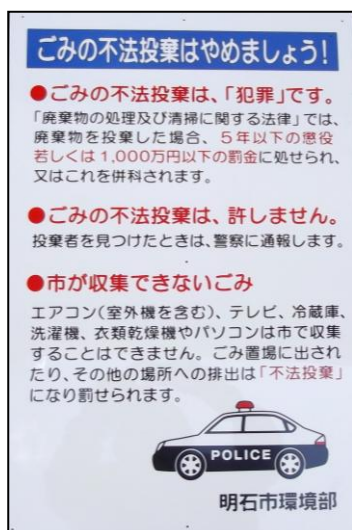 ごみの不法投棄はやめましょう!
●ごみの不法投棄は、「犯罪」です。
「廃棄物の処理及び清掃に関する法律」では、
廃棄物を投棄した場合、5年以下の懲役
若しくは1,000万円以下の罰金に処せられ、
又はこれを併科されます。
●ごみの不法投棄は、許しません。
投棄者を見つけたときは、警察に通報します。
●市が収集できないごみ
エアコン(室外機を含む)、テレビ、冷蔵庫、
洗濯機、衣類乾燥機やパソコンは市で収集
することはできません。ごみ置場に出され
たり、その他の場所への排出は「不法投棄」
になり罰せられます。
POLICE
明石市環境部